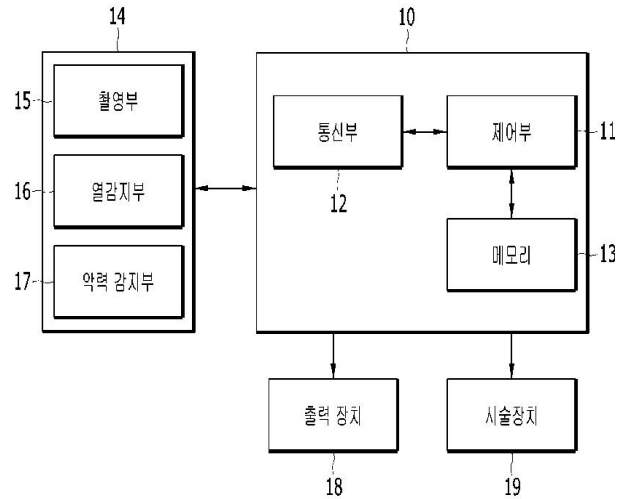 14
10
15
촬영부
통신부
제어부
11
16
열감지부
12
17
악력 감지부
메모리
13
출력 장치
시술장치
18
19